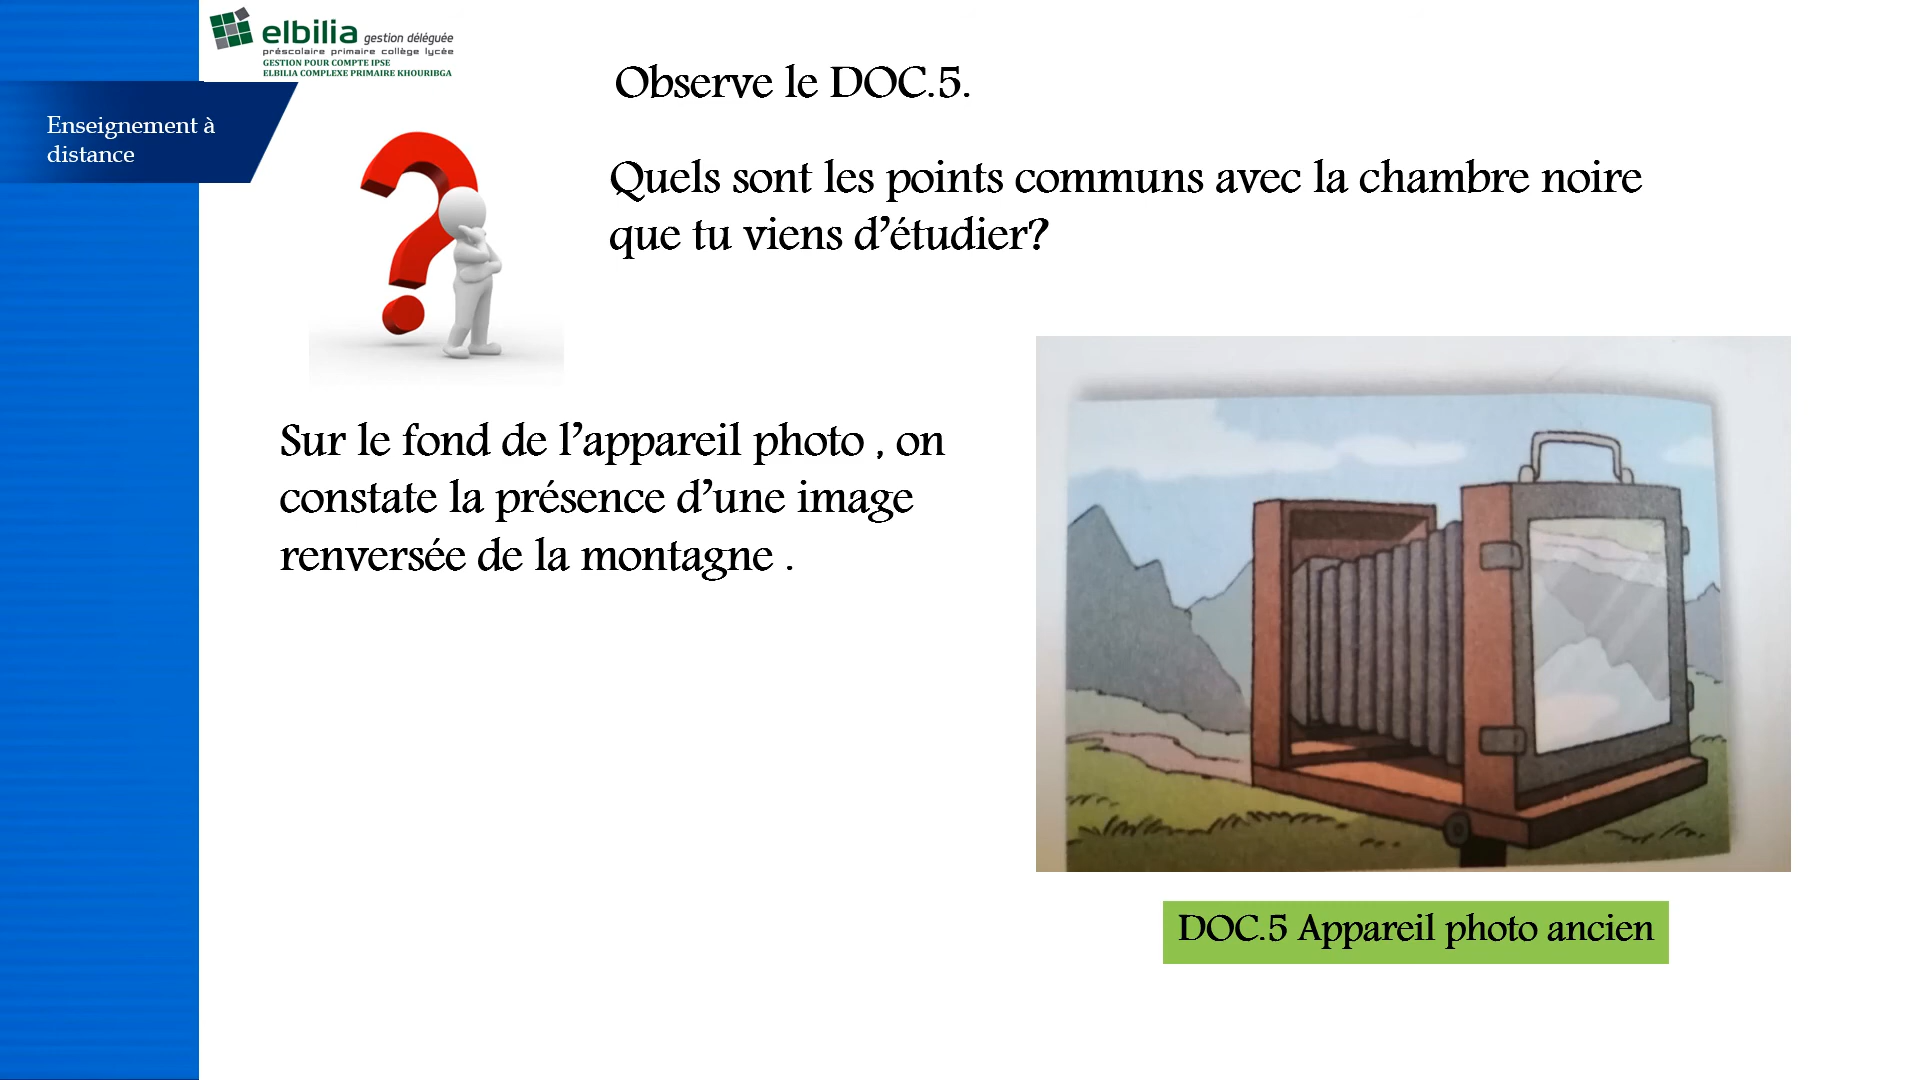 elbilia gestion déléguée
préscolaire primaire collège lycée
GESTION POUR COMPTE IPSE
ELBILIA COMPLEXE PRIMAIRE KHOURIBGA
Enseignement à
distance
Observe le DOC.5.
Quels sont les points communs avec la chambre noire
que tu viens d’étudier?
Sur le fond de l’appareil photo , on
constate la présence d’une image
renversée de la montagne .
DOC.5 Appareil photo ancien